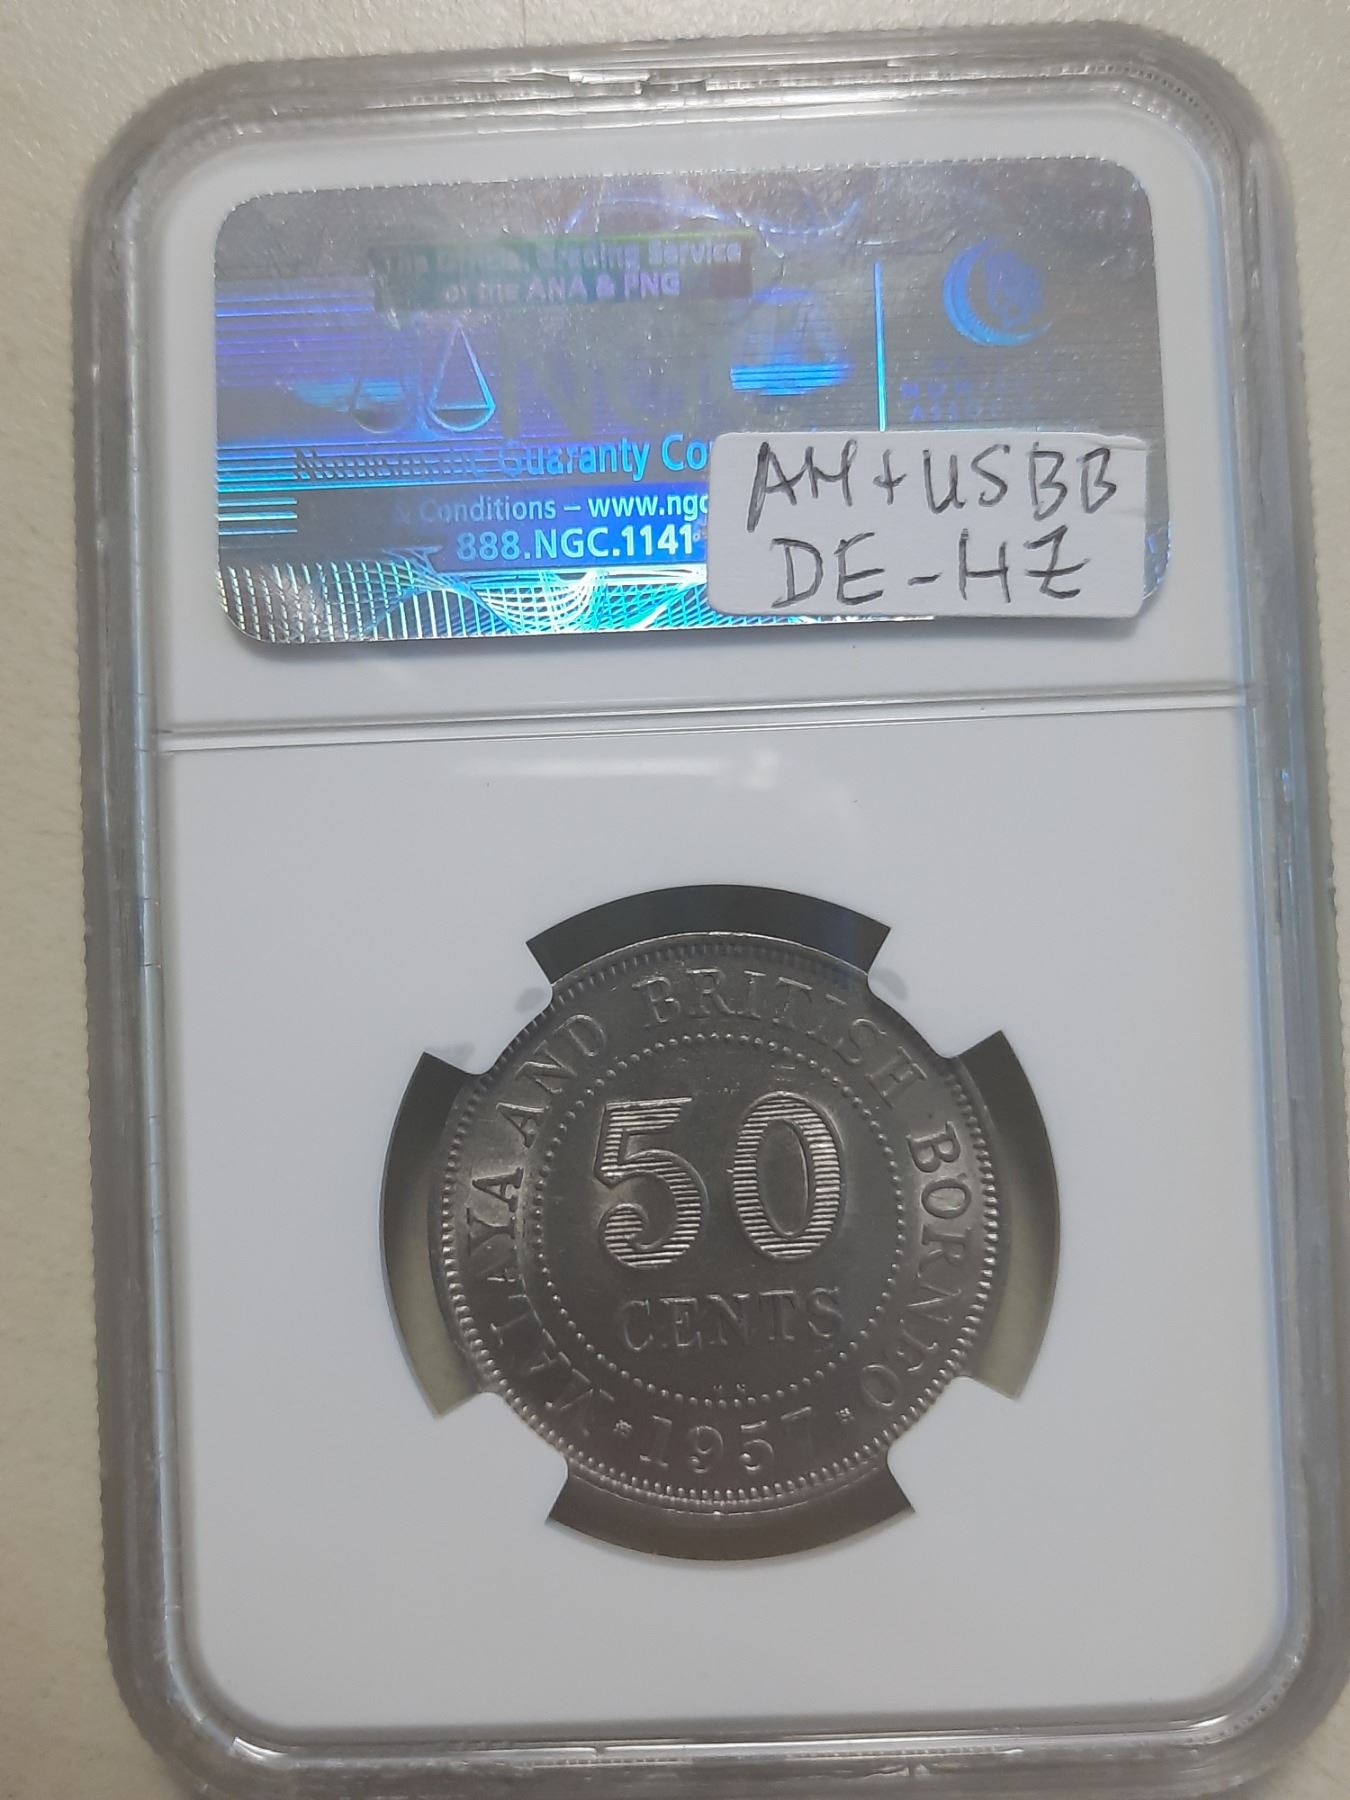 The Official Grading Service
of the ANA & PNG
NGC
Numismatic Guaranty Co
& Conditions – www.ngc
888.NGC.1141
AM+USBB
DE-HZ
MALAYA AND BRITISH BORNEO
50
CENTS
1957